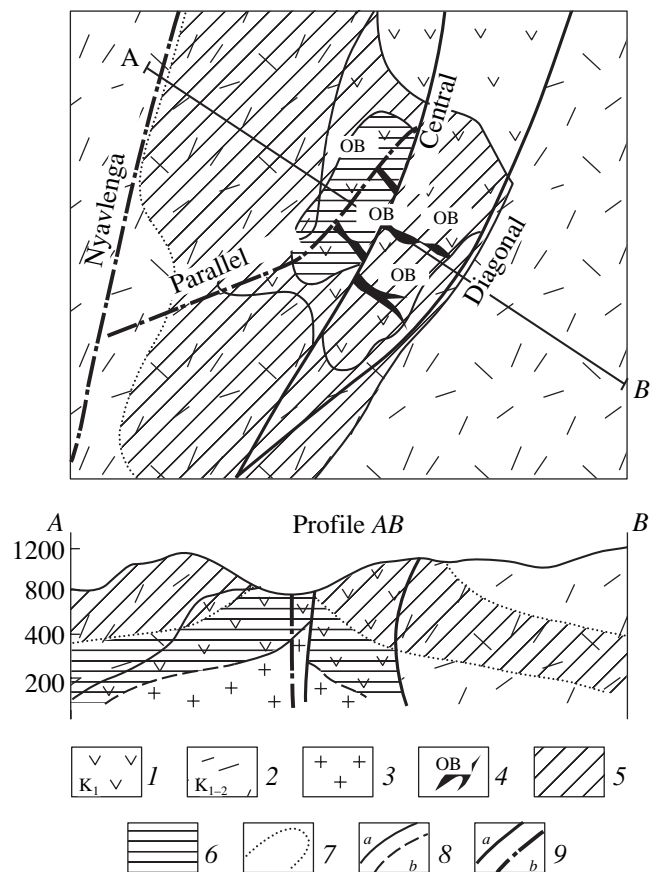 A
Central
OB
Nyavlenga
OB
OB
Diagonal
Parallel
OB
B
A
Profile AB
B
1200
800
400
200
K₁
1
K₁₋₂
2
3
OB
4
5
6
7
a
b
8
a
b
9